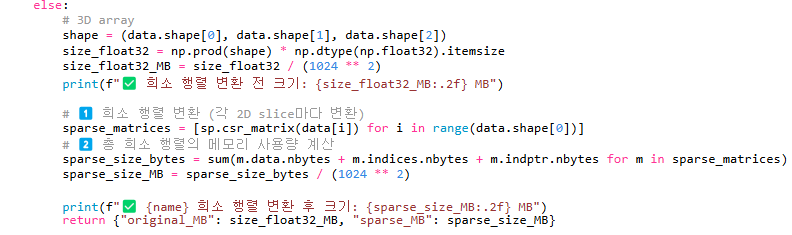 else:
# 3D array
shape = (data.shape[0], data.shape[1], data.shape[2])
size_float32 = np.prod(shape) * np.dtype(np.float32).itemsize
size_float32_MB = size_float32 / (1024 ** 2)
print(f"✅ 희소 행렬 변환 전 크기: {size_float32_MB:.2f} MB")
# 1️⃣ 희소 행렬 변환 (각 2D slice마다 변환)
sparse_matrices = [sp.csr_matrix(data[i]) for i in range(data.shape[0])]
# 2️⃣ 총 희소 행렬의 메모리 사용량 계산
sparse_size_bytes = sum(m.data.nbytes + m.indices.nbytes + m.indptr.nbytes for m in sparse_matrices)
sparse_size_MB = sparse_size_bytes / (1024 ** 2)
print(f"✅ {name} 희소 행렬 변환 후 크기: {sparse_size_MB:.2f} MB")
return {"original_MB": size_float32_MB, "sparse_MB": sparse_size_MB}